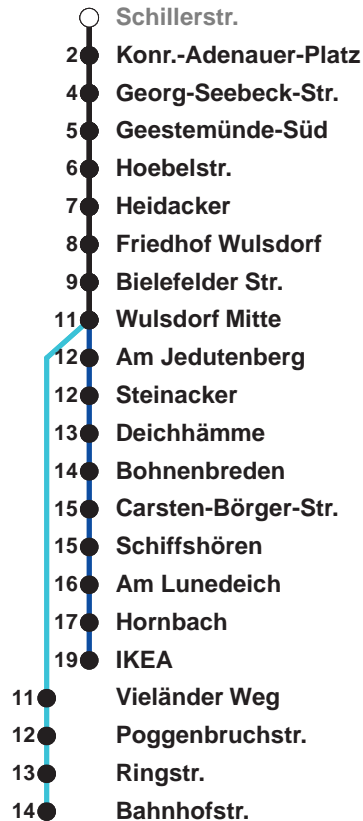 Schillerstr.
2 Konr.-Adenauer-Platz
4 Georg-Seebeck-Str.
5 Geestemünde-Süd
6 Hoebelstr.
7 Heidacker
8 Friedhof Wulsdorf
9 Bielefelder Str.
11 Wulsdorf Mitte
12 Am Jedutenberg
12 Steinacker
13 Deichhämme
14 Bohnenbreden
15 Carsten-Börger-Str.
15 Schiffshören
16 Am Lunedeich
17 Hornbach
19 IKEA
11 Vieländer Weg
12 Poggenbruchstr.
13 Ringstr.
14 Bahnhofstr.